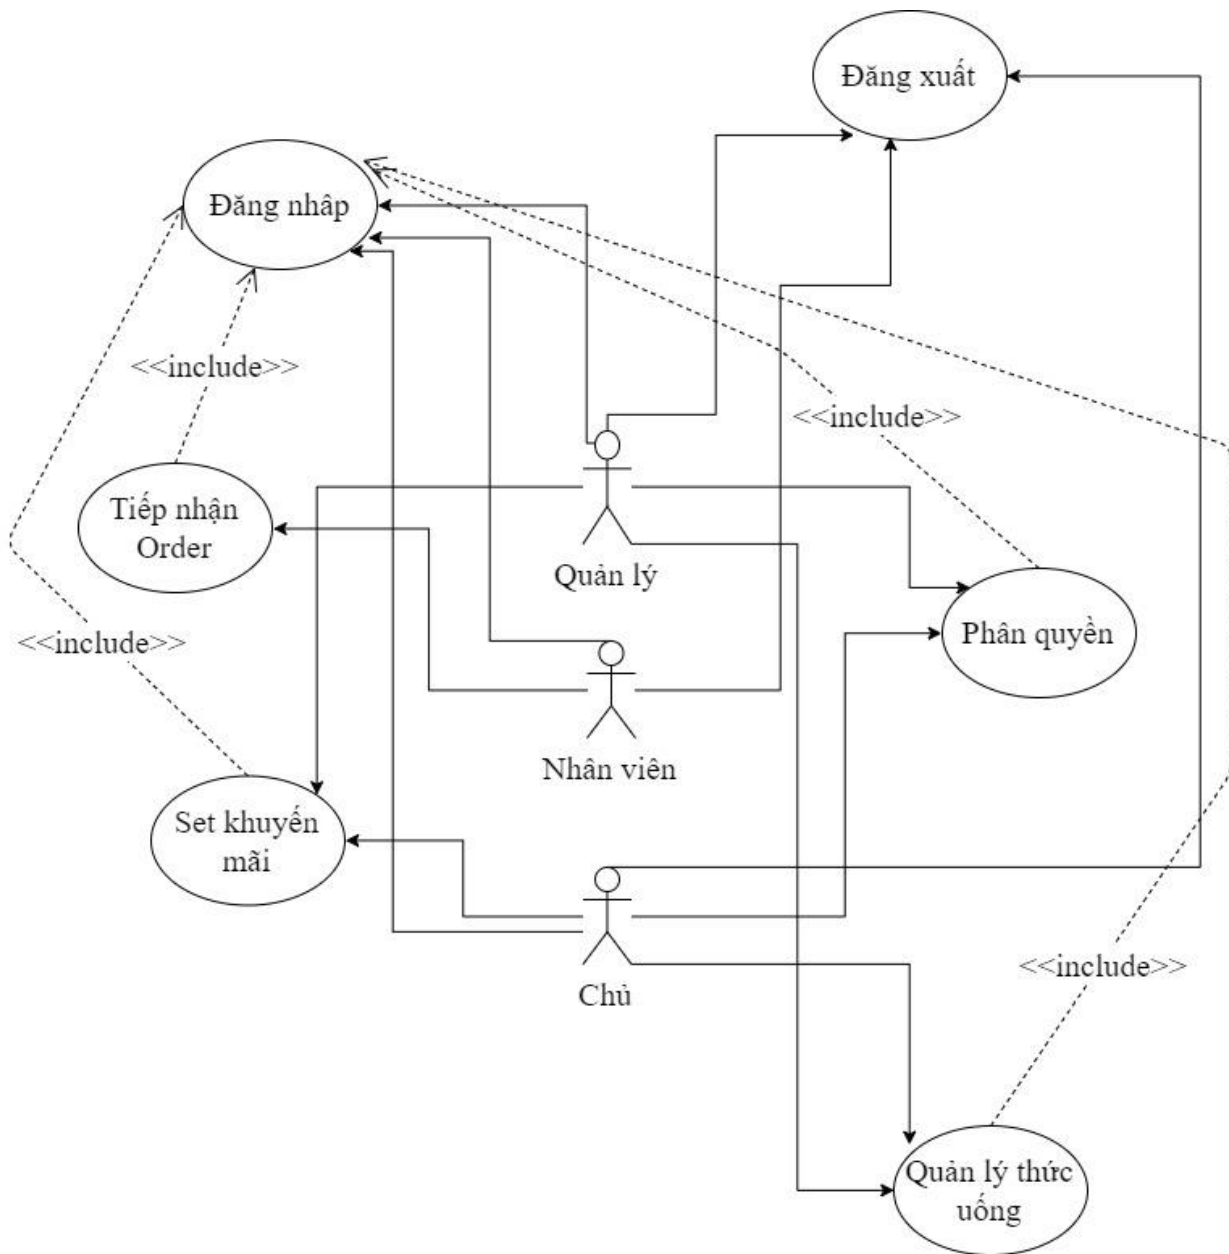 Đăng xuất
Đăng nhâp
<<include>>
<<include>>
Tiếp nhận
Order
Quản lý
<<include>>
Phân quyền
Nhân viên
Set khuyến
mãi
<<include>>
Chủ
Quản lý thức
uống